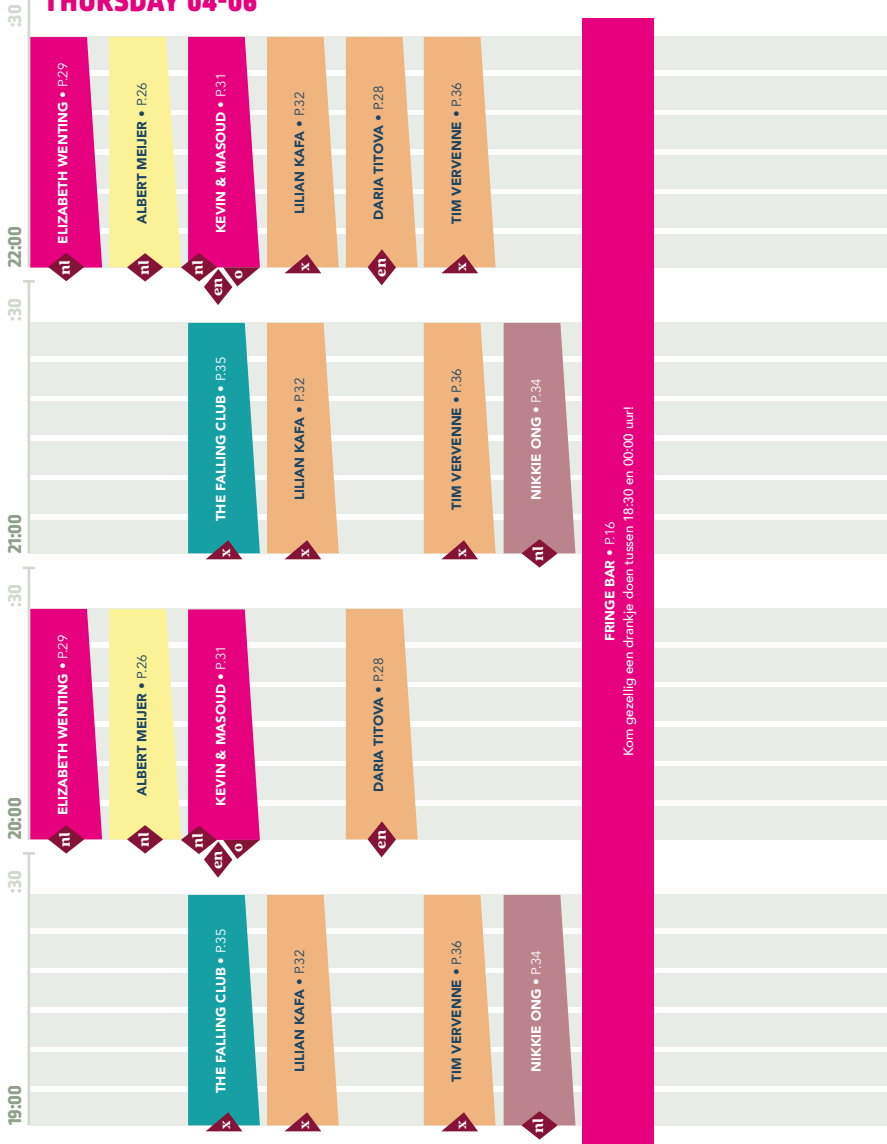 THURSDAY 04-06
:30
22:00
ELIZABETH WENTING • P.29
nl
ALBERT MEIJER • P.26
nl
KEVIN & MASOUD • P.31
nl
en
o
LILIAN KAFA • P.32
x
DARIA TITOVA • P.28
en
TIM VERVENNE • P.36
x
:30
21:00
THE FALLING CLUB • P.35
x
LILIAN KAFA • P.32
x
TIM VERVENNE • P.36
x
NIKKIE ONG • P.34
nl
FRINGE BAR • P.16
Kom gezellig een drankje doen tussen 18:30 en 00:00 uur!
:30
20:00
ELIZABETH WENTING • P.29
nl
ALBERT MEIJER • P.26
nl
KEVIN & MASOUD • P.31
nl
en
o
DARIA TITOVA • P.28
en
:30
19:00
THE FALLING CLUB • P.35
x
LILIAN KAFA • P.32
x
TIM VERVENNE • P.36
x
NIKKIE ONG • P.34
nl